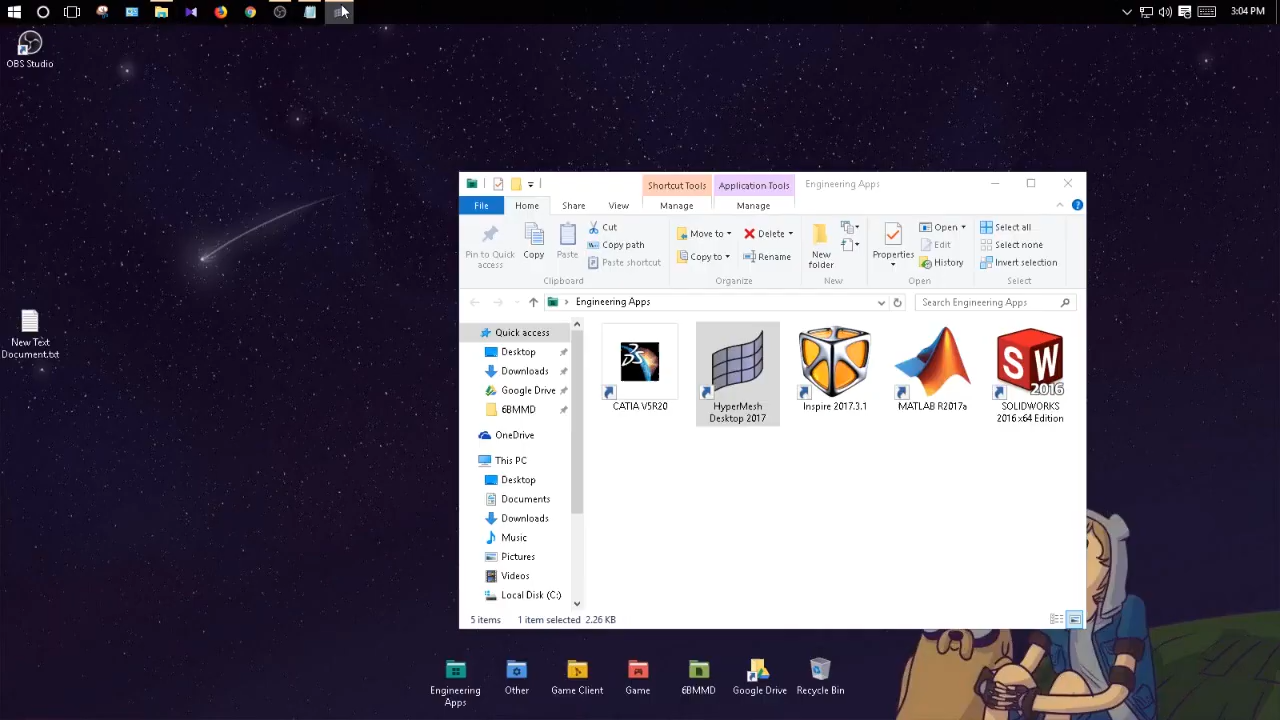 3:04 PM
OBS Studio
New Text
Document.txt
Shortcut Tools
Application Tools
Engineering Apps
File
Home
Share
View
Manage
Manage
Pin to Quick
access
Copy
Paste
Cut
Copy path
Paste shortcut
Clipboard
Move to
Copy to
Delete
Rename
Organize
New
folder
New
Properties
Open
Edit
History
Open
Select all
Select none
Invert selection
Select
Engineering Apps
Search Engineering Apps
Quick access
Desktop
Downloads
Google Drive
6BMMD
OneDrive
This PC
Desktop
Documents
Downloads
Music
Pictures
Videos
Local Disk (C:)
CATIA V5R20
HyperMesh
Desktop 2017
Inspire 2017.3.1
MATLAB R2017a
SW
2016
SOLIDWORKS
2016 x64 Edition
5 items
1 item selected 2.26 KB
Engineering
Apps
Other
Game Client
Game
6BMMD
Google Drive
Recycle Bin